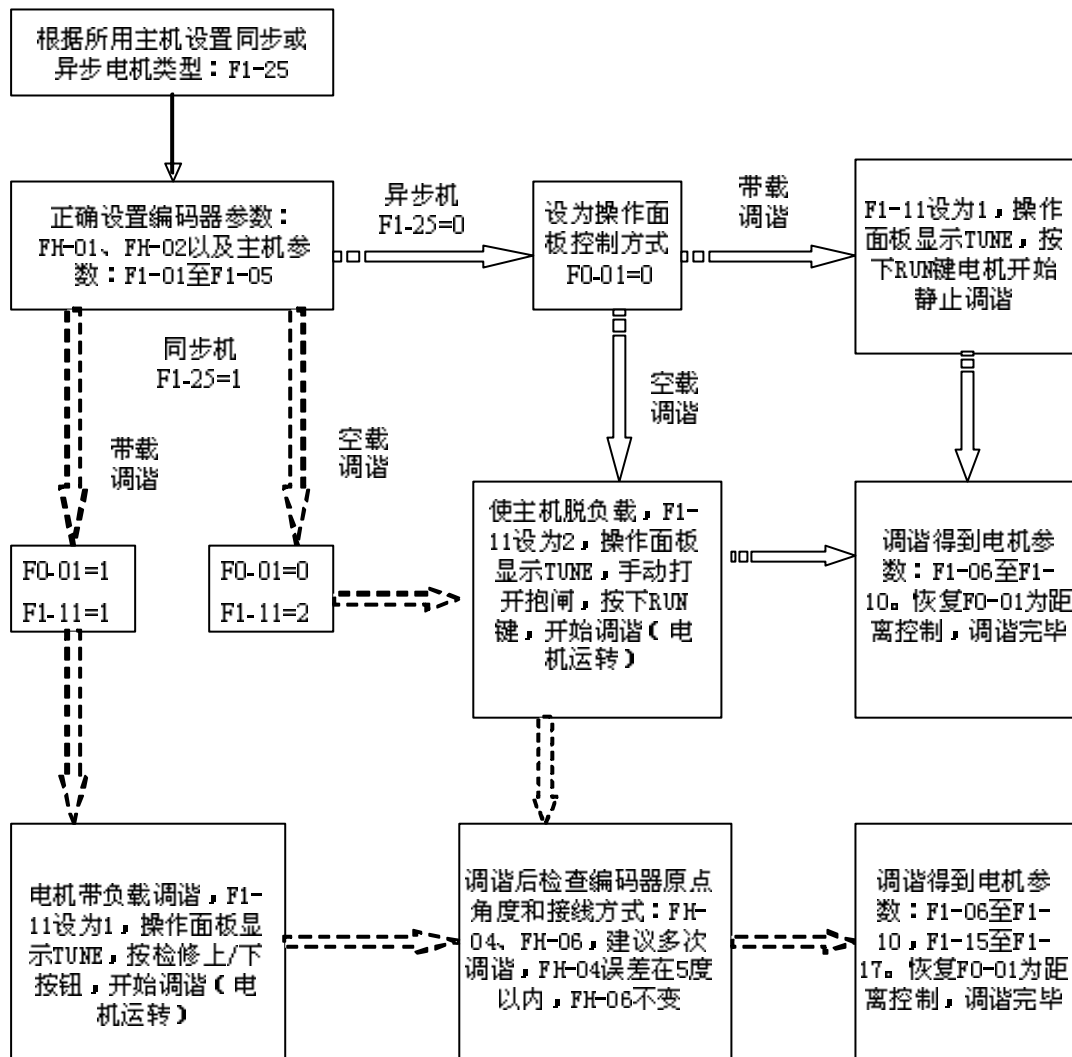 根据所用主机设置同步或
异步电机类型：F1-25
正确设置编码器参数：
FH-01、FH-02以及主机参
数：F1-01至F1-05
异步机
F1-25=0
设为操作面
板控制方式
F0-01=0
带载
调谐
F1-11设为1，操作
面板显示TUNE，按
下RUN键电机开始
静止调谐
同步机
F1-25=1
带载
调谐
空载
调谐
空载
调谐
F0-01=1
F1-11=1
F0-01=0
F1-11=2
使主机脱负载，F1-
11设为2，操作面板
显示TUNE，手动打
开抱闸，按下RUN
键，开始调谐（电
机运转）
调谐得到电机参
数：F1-06至F1-
10。恢复F0-01为距
离控制，调谐完毕
电机带负载调谐，F1-
11设为1，操作面板显
示TUNE，按检修上/下
按钮，开始调谐（电
机运转）
调谐后检查编码器原点
角度和接线方式：FH-
04、FH-06，建议多次
调谐，FH-04误差在5度
以内，FH-06不变
调谐得到电机参
数：F1-06至F1-
10，F1-15至F1-
17。恢复F0-01为距
离控制，调谐完毕